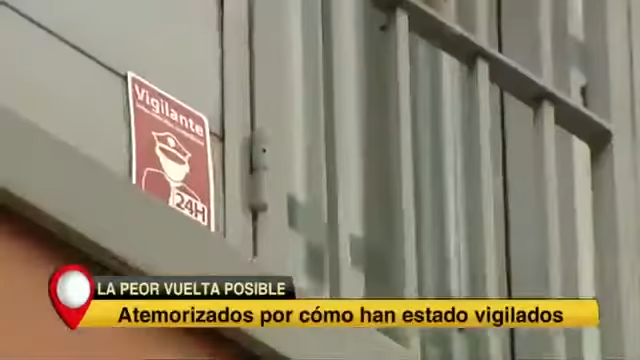 Vigilante
24H
LA PEOR VUELTA POSIBLE
Atemorizados por cómo han estado vigilados